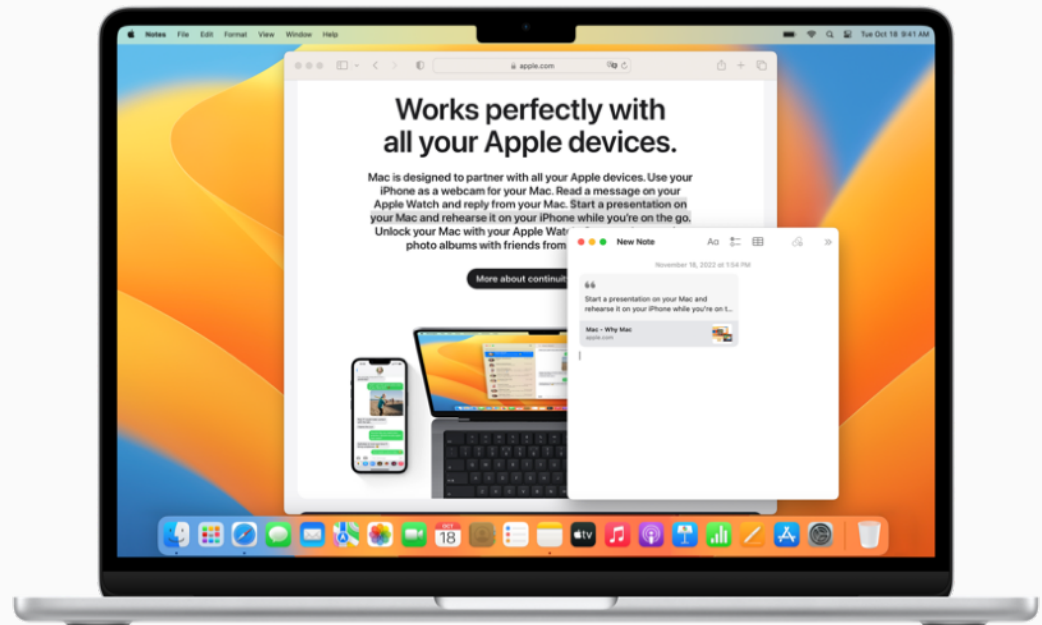 Notes File Edit Format View Window Help
Tue Oct 18 9:41 AM
apple.com
Works perfectly with
all your Apple devices.
Mac is designed to partner with all your Apple devices. Use your
iPhone as a webcam for your Mac. Read a message on your
Apple Watch and reply from your Mac. Start a presentation on
your Mac and rehearse it on your iPhone while you're on the go.
Unlock your Mac with your Apple
photo albums with friends from
More about
New Note
Aa
November 18, 2022 at 1:04 PM
“
Start a presentation on your Mac and
rehearse it on your iPhone while you're on t...
Mac - Why Mac
apple.com
OCT
18
tv